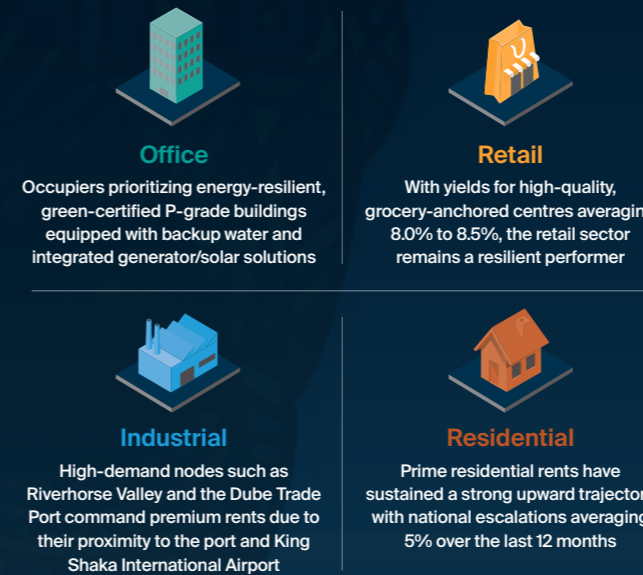 Office
Occupiers prioritizing energy-resilient,
green-certified P-grade buildings
equipped with backup water and
integrated generator/solar solutions
Retail
With yields for high-quality,
grocery-anchored centres averagin
8.0% to 8.5%, the retail sector
remains a resilient performer
Industrial
High-demand nodes such as
Riverhorse Valley and the Dube Trade
Port command premium rents due to
their proximity to the port and King
Shaka International Airport
Residential
Prime residential rents have
sustained a strong upward trajector
with national escalations averaging
5% over the last 12 months